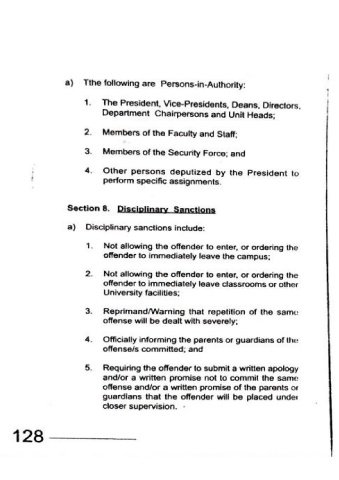 a) Tthe following are Persons-in-Authority:
1. The President, Vice-Presidents, Deans, Directors,
Department Chairpersons and Unit Heads;
2. Members of the Faculty and Staff;
3. Members of the Security Force; and
4. Other persons deputized by the President to
perform specific assignments.
Section 8. Disciplinary Sanctions
a) Disciplinary sanctions include:
1. Not allowing the offender to enter, or ordering the
offender to immediately leave the campus;
2. Not allowing the offender to enter, or ordering the
offender to immediately leave classrooms or other
University facilities;
3. Reprimand/Warning that repetition of the same
offense will be dealt with severely;
4. Officially informing the parents or guardians of the
offense/s committed; and
5. Requiring the offender to submit a written apology
and/or a written promise not to commit the same
offense and/or a written promise of the parents or
guardians that the offender will be placed under
closer supervision.
128